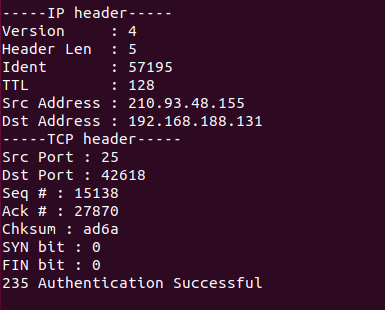 -----IP header-----
Version     : 4
Header Len  : 5
Ident       : 57195
TTL         : 128
Src Address : 210.93.48.155
Dst Address : 192.168.188.131
-----TCP header-----
Src Port : 25
Dst Port : 42618
Seq # : 15138
Ack # : 27870
Chksum : ad6a
SYN bit : 0
FIN bit : 0
235 Authentication Successful